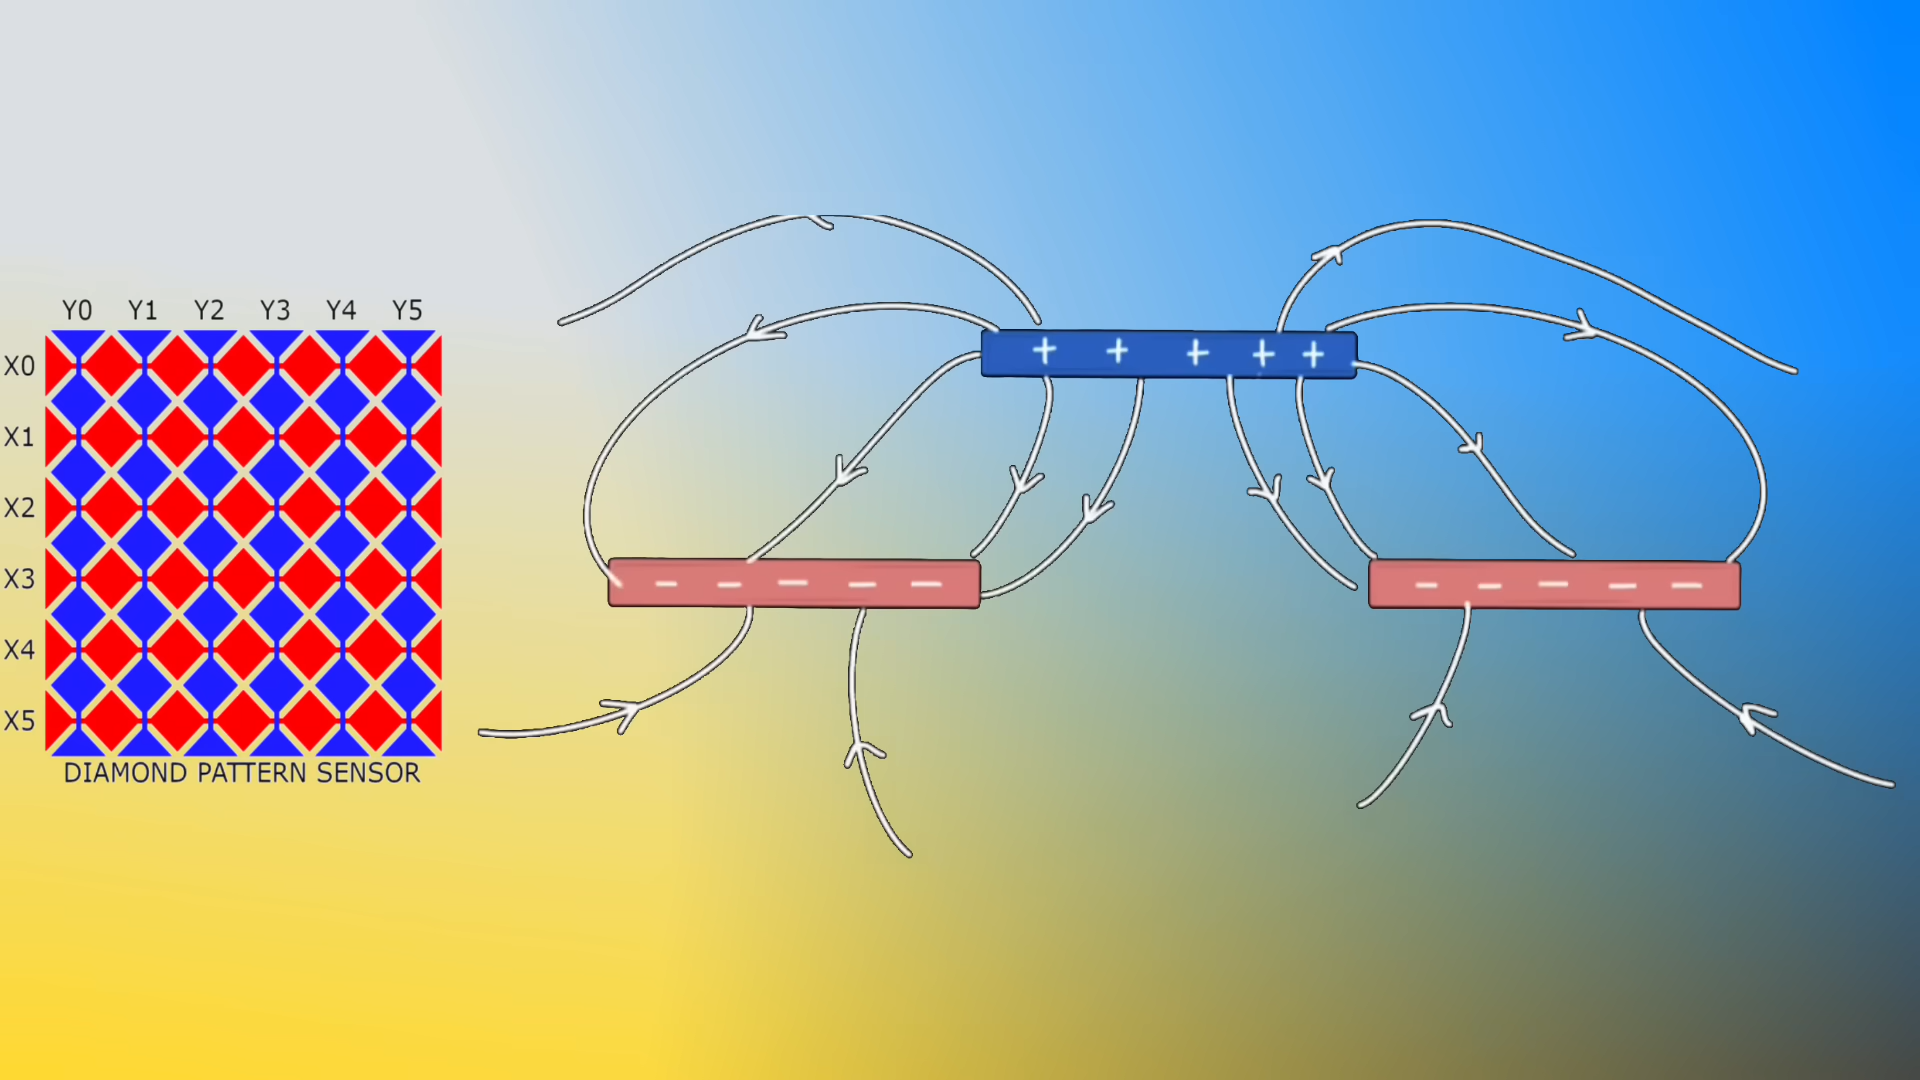 Y0 Y1 Y2 Y3 Y4 Y5
X0
X1
X2
X3
X4
X5
DIAMOND PATTERN SENSOR
+ + + + +
− − − − −
− − − − −